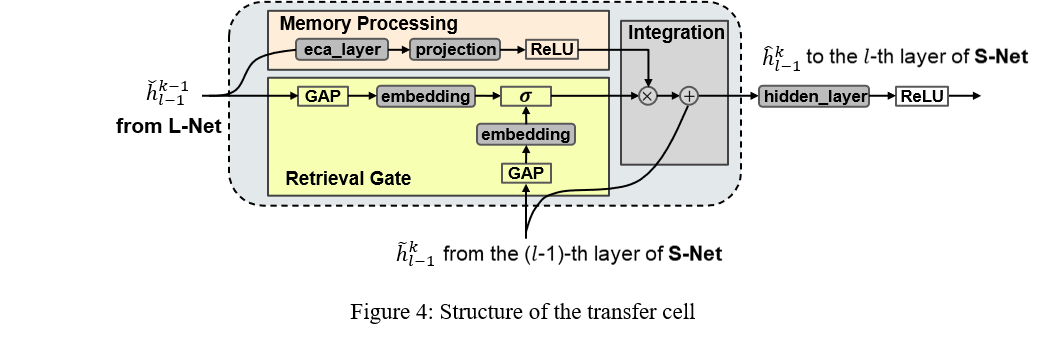 Memory Processing
eca_layer
projection
ReLU
Integration
ȟ_{l-1}^{k-1}
from L-Net
GAP
embedding
σ
embedding
GAP
Retrieval Gate
×
+
ĥ_{l-1}^{k} to the l-th layer of S-Net
hidden_layer
ReLU
h̃_{l-1}^{k} from the (l-1)-th layer of S-Net
Figure 4: Structure of the transfer cell